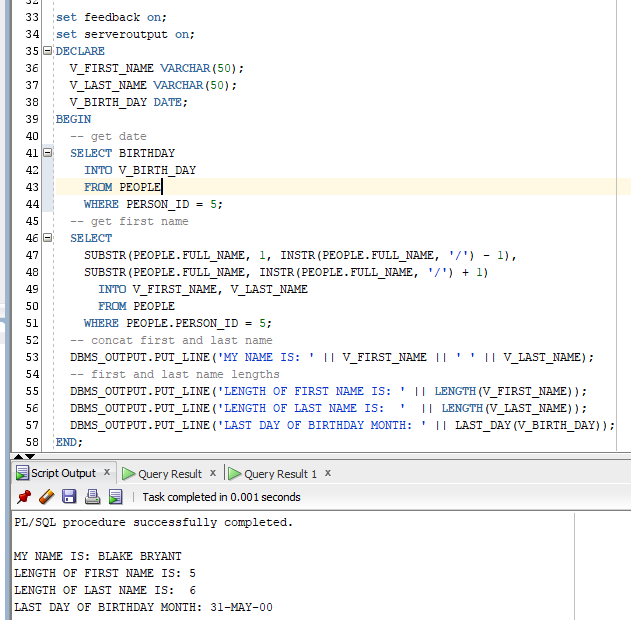 33 set feedback on;
34 set serveroutput on;
35 DECLARE
36 V_FIRST_NAME VARCHAR(50);
37 V_LAST_NAME VARCHAR(50);
38 V_BIRTH_DAY DATE;
39 BEGIN
40 -- get date
41 SELECT BIRTHDAY
42 INTO V_BIRTH_DAY
43 FROM PEOPLE
44 WHERE PERSON_ID = 5;
45 -- get first name
46 SELECT
47 SUBSTR(PEOPLE.FULL_NAME, 1, INSTR(PEOPLE.FULL_NAME, '/') - 1),
48 SUBSTR(PEOPLE.FULL_NAME, INSTR(PEOPLE.FULL_NAME, '/') + 1)
49 INTO V_FIRST_NAME, V_LAST_NAME
50 FROM PEOPLE
51 WHERE PEOPLE.PERSON_ID = 5;
52 -- concat first and last name
53 DBMS_OUTPUT.PUT_LINE('MY NAME IS: ' || V_FIRST_NAME || ' ' || V_LAST_NAME);
54 -- first and last name lengths
55 DBMS_OUTPUT.PUT_LINE('LENGTH OF FIRST NAME IS: ' || LENGTH(V_FIRST_NAME));
56 DBMS_OUTPUT.PUT_LINE('LENGTH OF LAST NAME IS:  '  || LENGTH(V_LAST_NAME));
57 DBMS_OUTPUT.PUT_LINE('LAST DAY OF BIRTHDAY MONTH: ' || LAST_DAY(V_BIRTH_DAY));
58 END;
Script Output x Query Result x Query Result 1 x
Task completed in 0.001 seconds
PL/SQL procedure successfully completed.
MY NAME IS: BLAKE BRYANT
LENGTH OF FIRST NAME IS: 5
LENGTH OF LAST NAME IS:  6
LAST DAY OF BIRTHDAY MONTH: 31-MAY-00